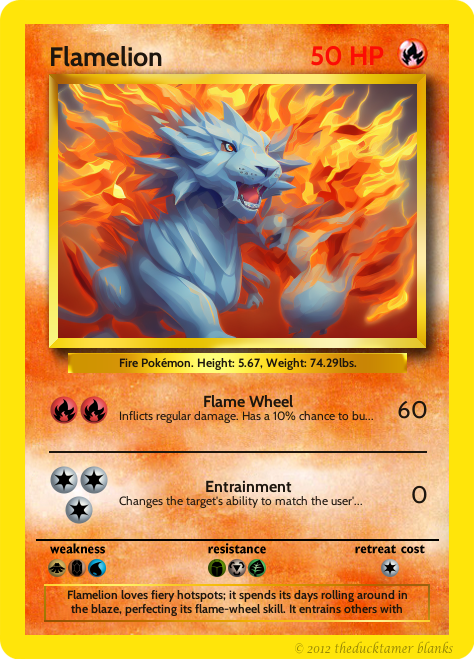 Flamelion 50 HP
Fire Pokémon. Height: 5.67, Weight: 74.29lbs.
Flame Wheel
Inflicts regular damage. Has a 10% chance to bu...
60
Entrainment
Changes the target's ability to match the user'...
0
weakness resistance retreat cost
Flamelion loves fiery hotspots; it spends its days rolling around in
the blaze, perfecting its flame-wheel skill. It entrains others with
© 2012 theducktamer blanks